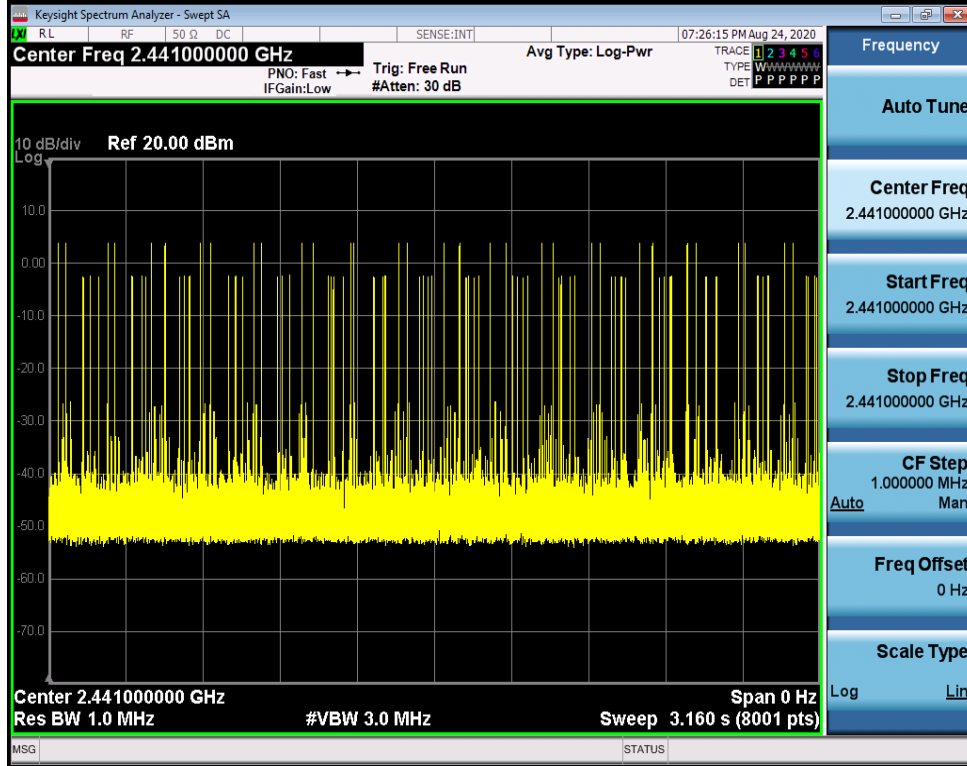 Keysight Spectrum Analyzer - Swept SA
LXI RL RF 50 Ω DC SENSE:INT 07:26:15 PM Aug 24, 2020
Center Freq 2.441000000 GHz
PNO: Fast
IFGain:Low
Trig: Free Run
#Atten: 30 dB
Avg Type: Log-Pwr
TRACE 1 2 3 4 5 6
TYPE WWWWWW
DET P P P P P P
10 dB/div Ref 20.00 dBm
Log
10.0
0.00
-10.0
-20.0
-30.0
-40.0
-50.0
-60.0
-70.0
Center 2.441000000 GHz Span 0 Hz
Res BW 1.0 MHz #VBW 3.0 MHz Sweep 3.160 s (8001 pts)
MSG STATUS
Frequency
Auto Tune
Center Freq
2.441000000 GHz
Start Freq
2.441000000 GHz
Stop Freq
2.441000000 GHz
CF Step
1.000000 MHz
Auto Man
Freq Offset
0 Hz
Scale Type
Log Lin